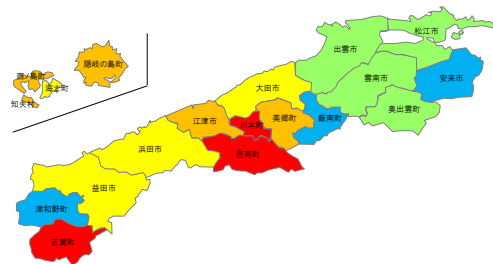 松江市
隠岐の島町
西ノ島町
海士町
知夫村
出雲市
安来市
雲南市
大田市
奥出雲町
飯南町
美郷町
江津市
川本町
邑南町
浜田市
益田市
津和野町
吉賀町